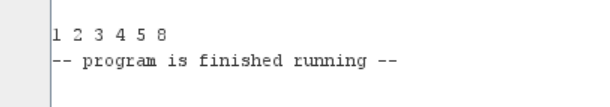 1 2 3 4 5 8
-- program is finished running --